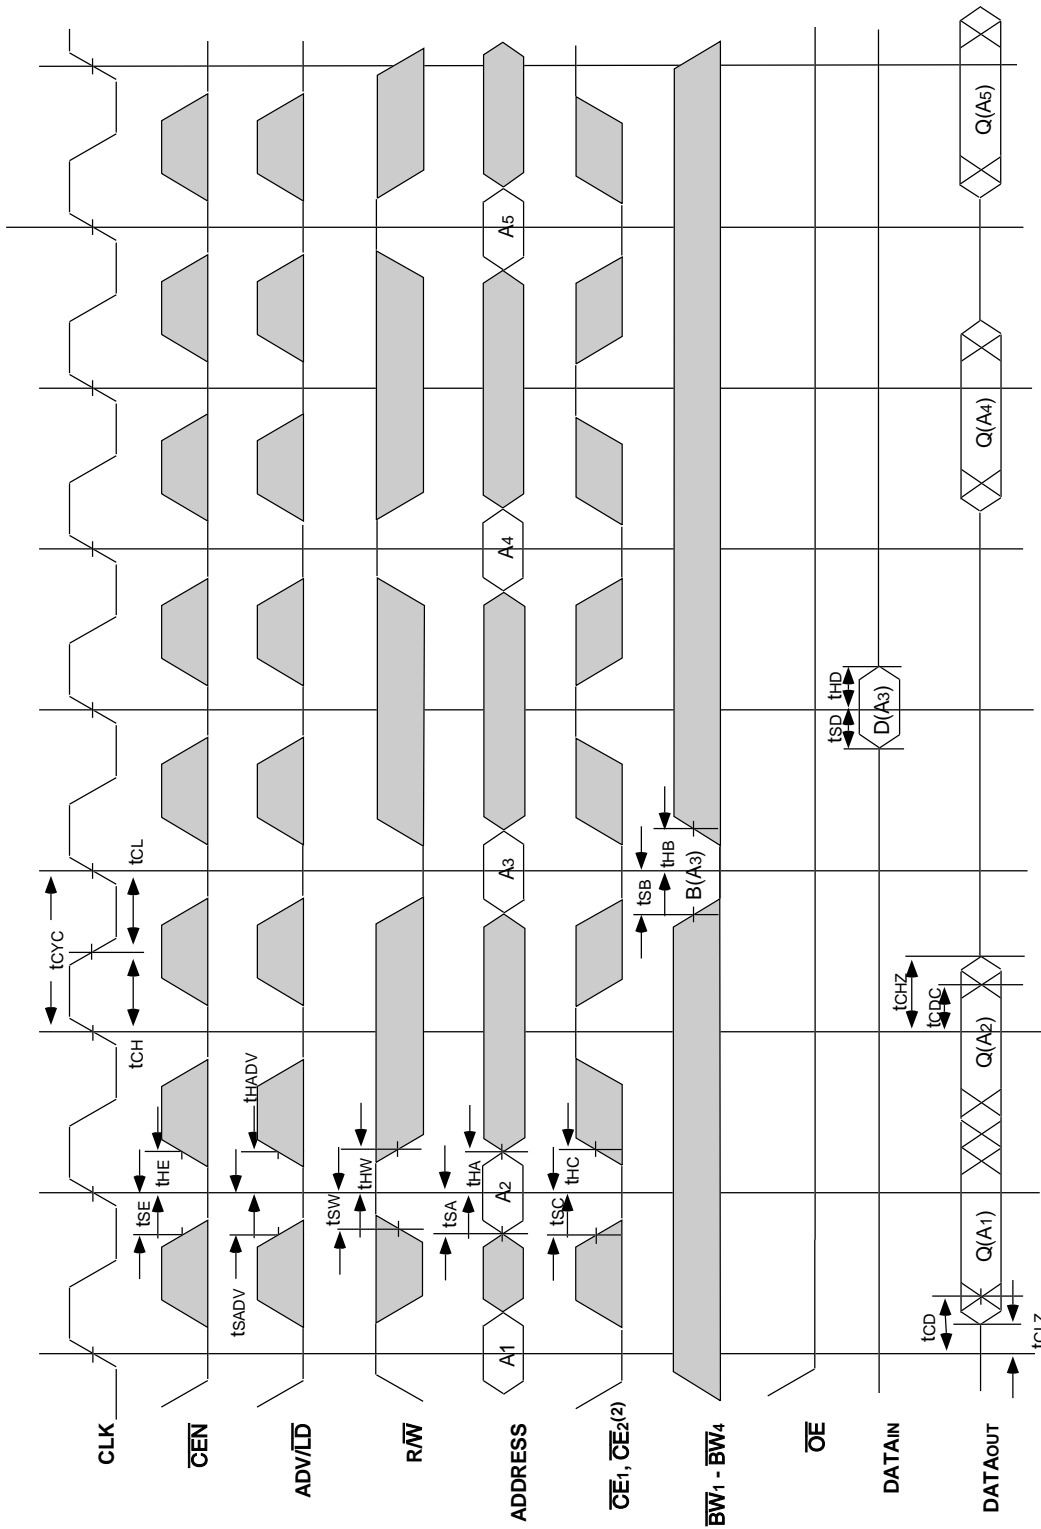 tCYC
tCH tCL
CLK
tSE tHE
CEN
tSADV tHADV
ADV/LD
tSW tHW
R/W
tSA tHA
ADDRESS A1 A2 A3 A4 A5
tSC tHC
CE1, CE2(2)
tSB tHB
BW1 - BW4 B(A3)
OE
tSD tHD
DATAIN D(A3)
tCD tCHZ
tCDC
DATAOUT Q(A1) Q(A2) Q(A4) Q(A5)
tCLZ